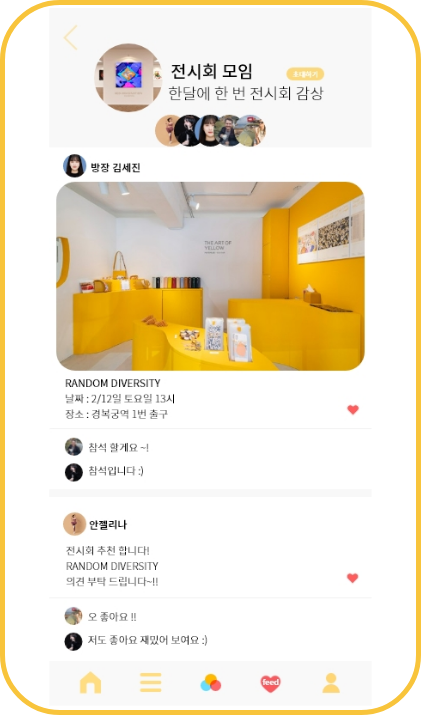 전시회 모임
초대하기
한달에 한 번 전시회 감상
방장 김세진
THE ART OF
YELLOW
RANDOM DIVERSITY
날짜 : 2/12일 토요일 13시
장소 : 경복궁역 1번 출구
참석 할게요 ~!
참석입니다 :)
안젤리나
전시회 추천 합니다!
RANDOM DIVERSITY
의견 부탁 드립니다~!!
오 좋아요 !!
저도 좋아요 재밌어 보여요 :)
feed